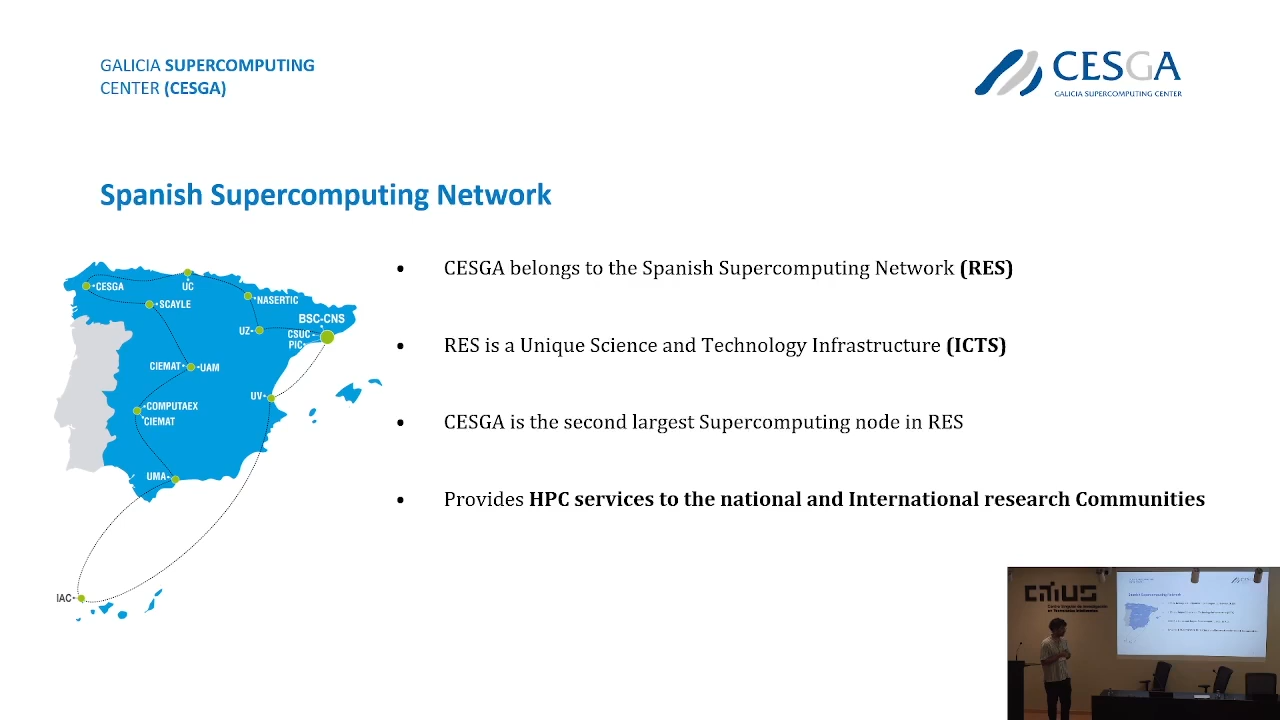 GALICIA SUPERCOMPUTING
CENTER (CESGA)
CESGA
GALICIA SUPERCOMPUTING CENTER
Spanish Supercomputing Network
CESGA
UC
SCAYLE
NASERTIC
BSC-CNS
UZ
CSUC
PIC
CIEMAT
UAM
UV
COMPUTAEX
CIEMAT
UMA
IAC
• CESGA belongs to the Spanish Supercomputing Network (RES)
• RES is a Unique Science and Technology Infrastructure (ICTS)
• CESGA is the second largest Supercomputing node in RES
• Provides HPC services to the national and International research Communities
CiTIUS